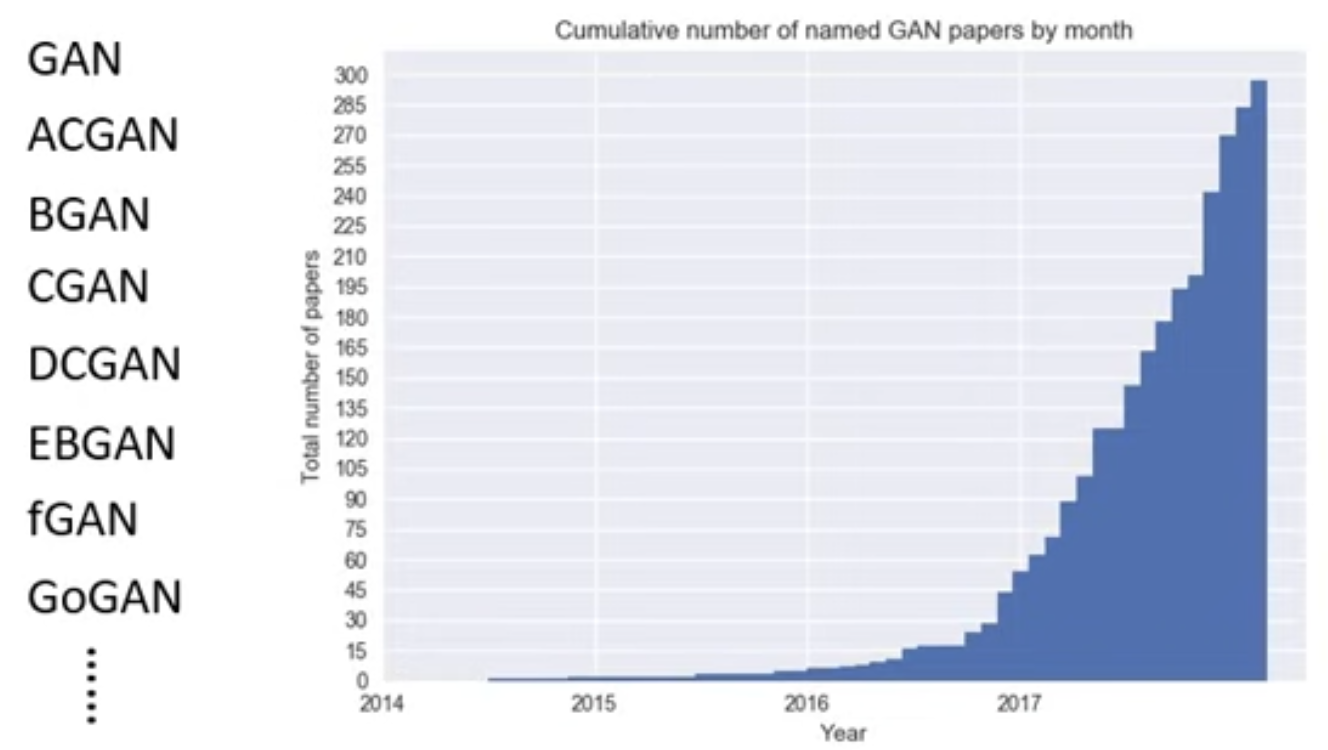 GAN
ACGAN
BGAN
CGAN
DCGAN
EBGAN
fGAN
GoGAN
Cumulative number of named GAN papers by month
Total number of papers
300
285
270
255
240
225
210
195
180
165
150
135
120
105
90
75
60
45
30
15
0
2014 2015 2016 2017
Year